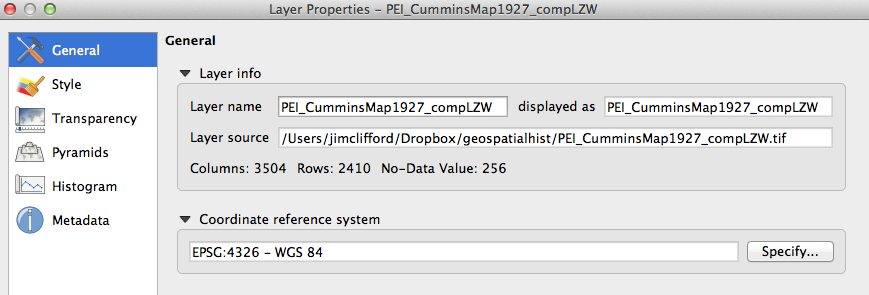 Layer Properties – PEI_CumminsMap1927_compLZW
General
Style
Transparency
Pyramids
Histogram
Metadata
General
Layer info
Layer name PEI_CumminsMap1927_compLZW displayed as PEI_CumminsMap1927_compLZW
Layer source /Users/jimclifford/Dropbox/geospatialhist/PEI_CumminsMap1927_compLZW.tif
Columns: 3504 Rows: 2410 No-Data Value: 256
Coordinate reference system
EPSG:4326 – WGS 84 Specify...